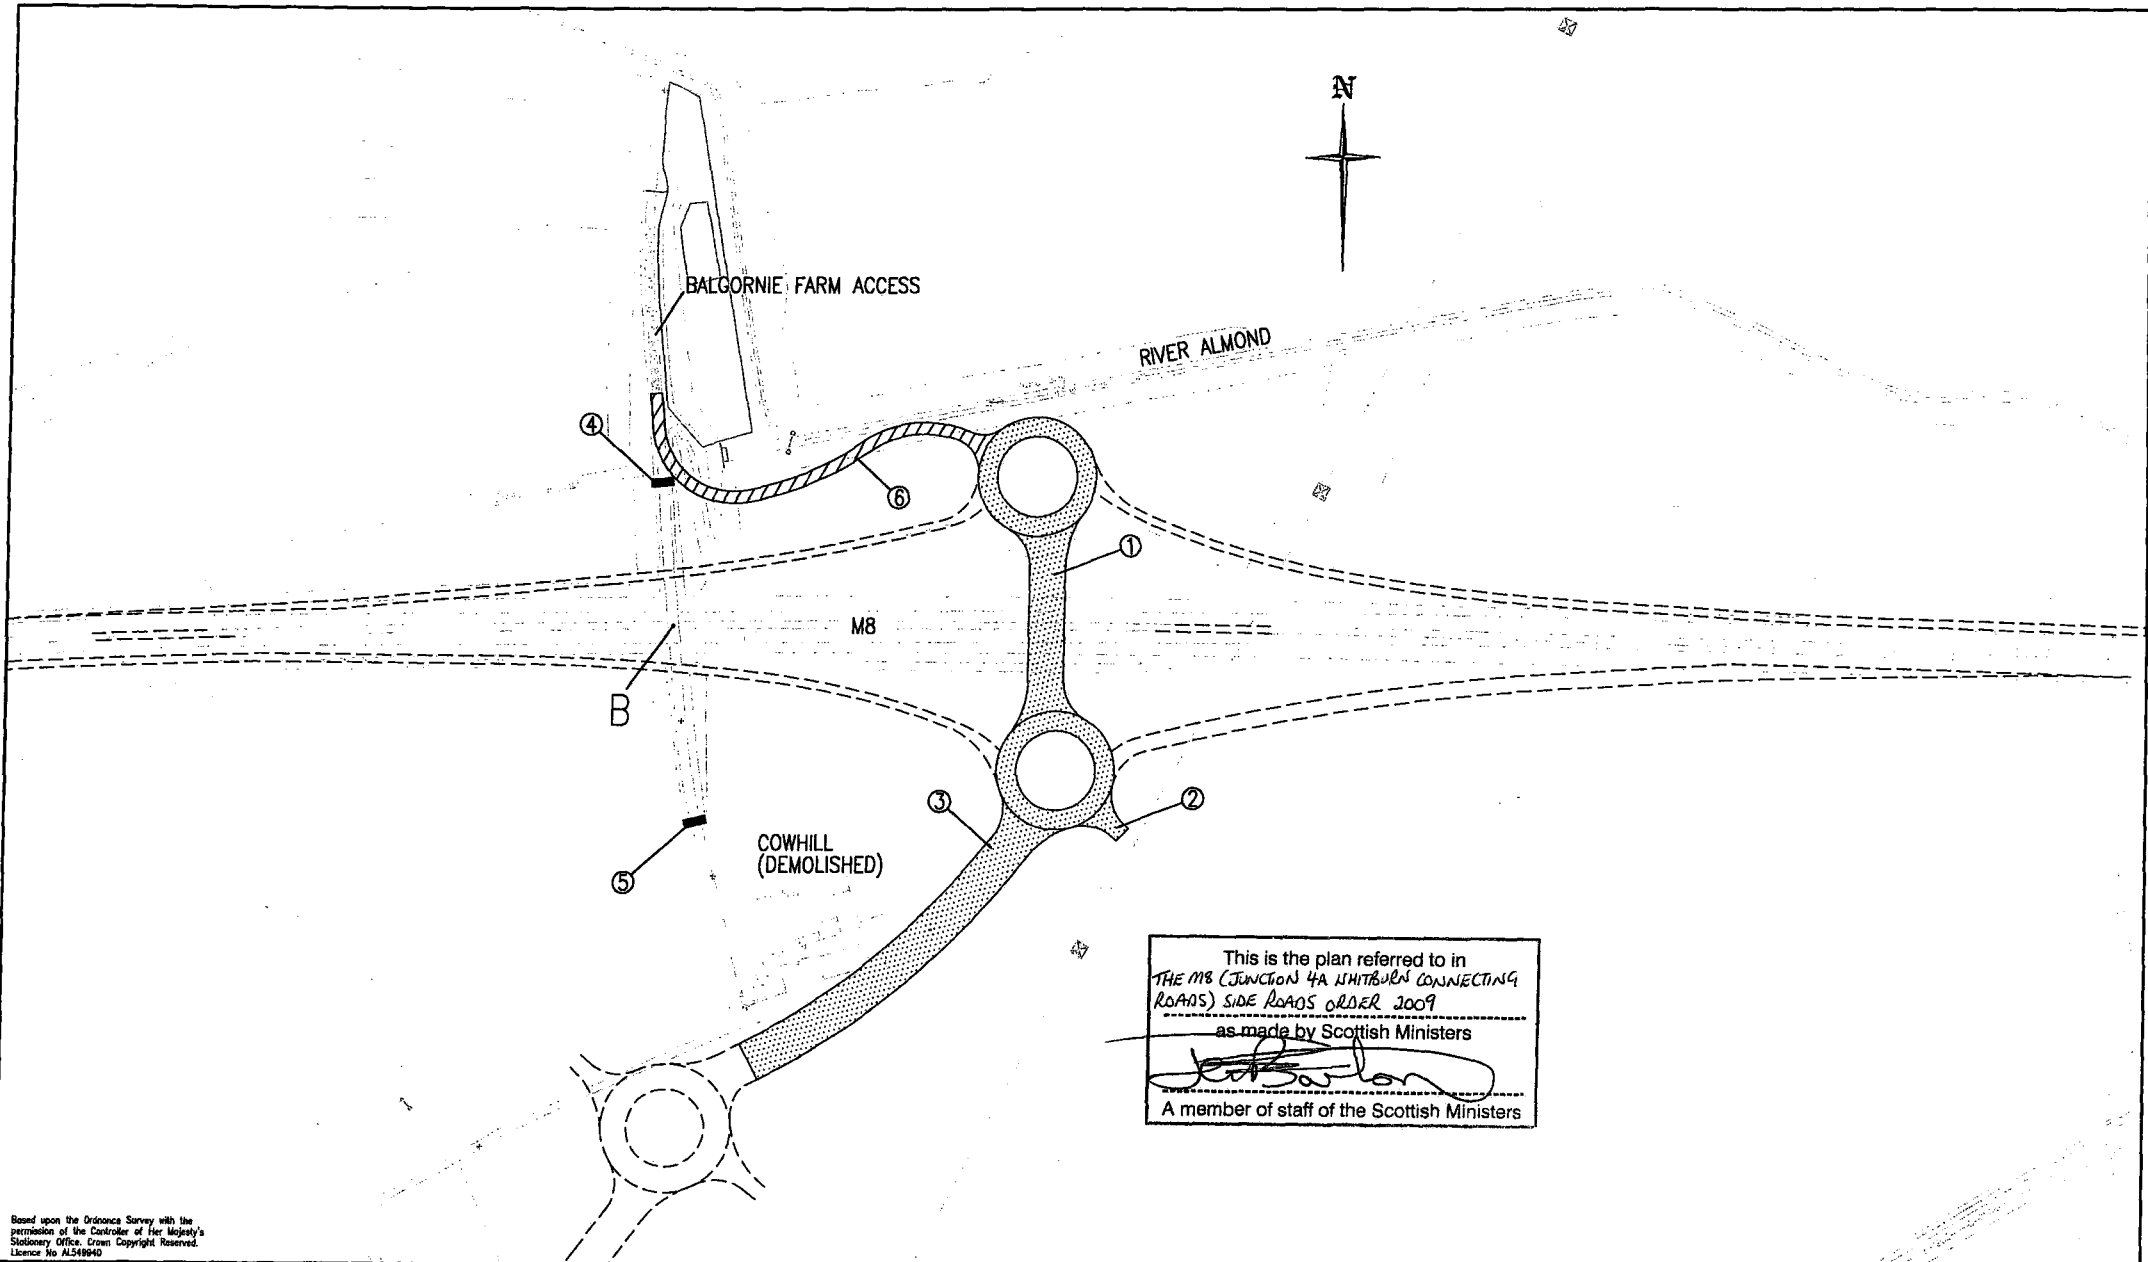 N
BALGORNIE FARM ACCESS
RIVER ALMOND
4
6
1
M8
B
3
2
COWHILL
(DEMOLISHED)
5
This is the plan referred to in
THE M8 (JUNCTION 4A WHITBURN CONNECTING
ROADS) SIDE ROADS ORDER 2009
as made by Scottish Ministers
A member of staff of the Scottish Ministers
Based upon the Ordnance Survey with the
permission of the Controller of Her Majesty's
Stationery Office. Crown Copyright Reserved.
Licence No AL549940